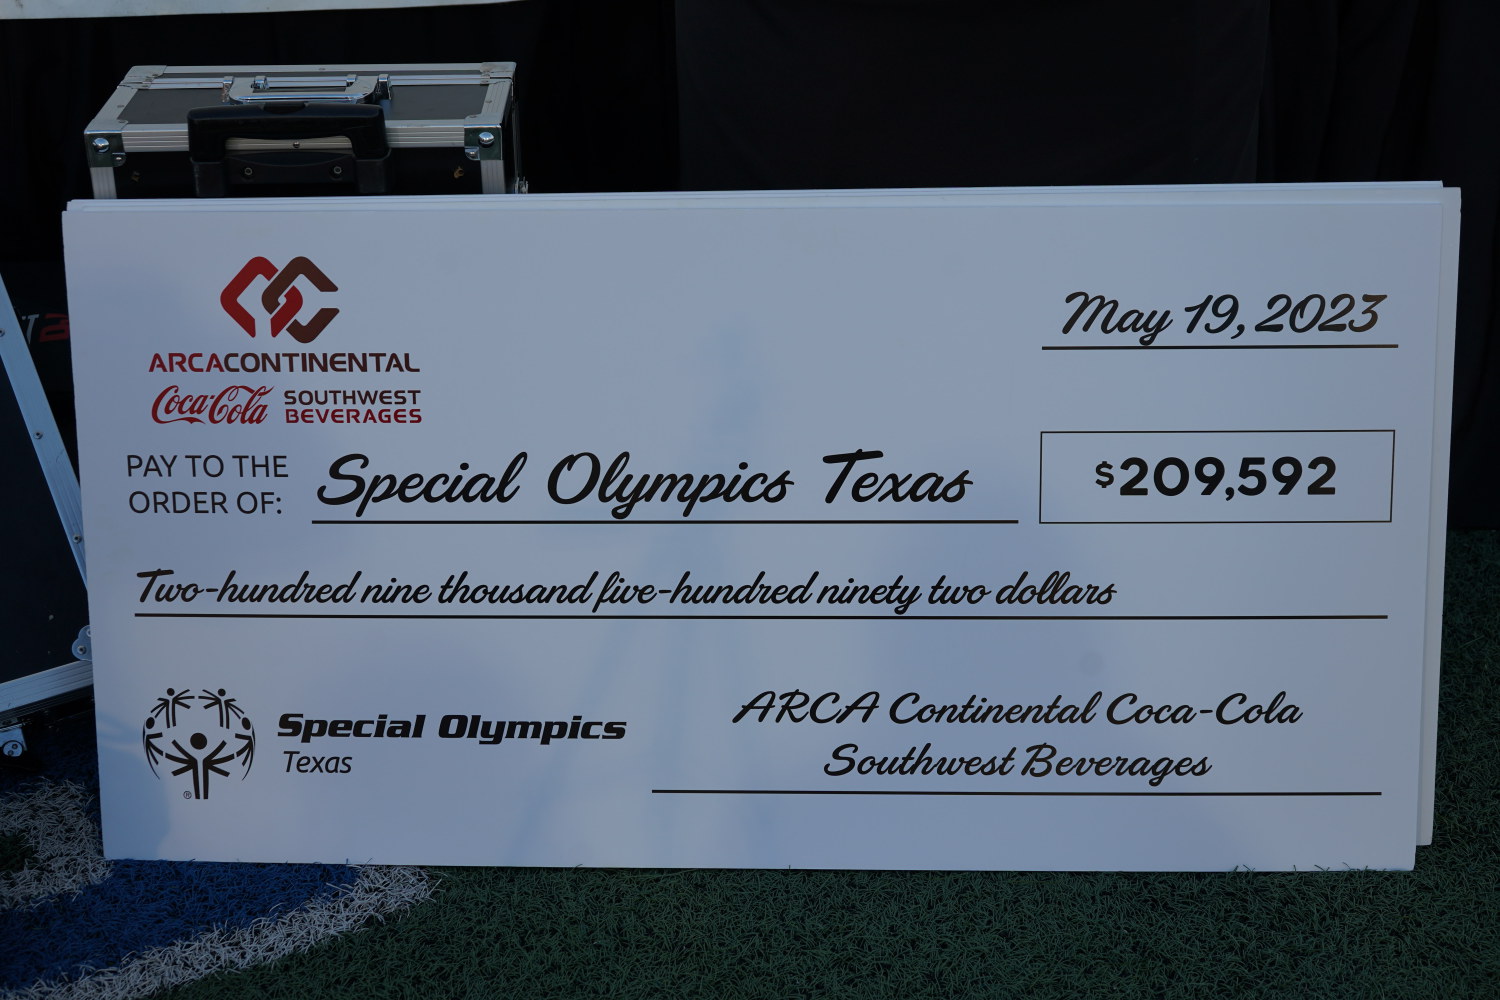 ARCACONTINENTAL
Coca-Cola SOUTHWEST
BEVERAGES
May 19, 2023
PAY TO THE
ORDER OF:
Special Olympics Texas
$209,592
Two-hundred nine thousand five-hundred ninety two dollars
Special Olympics
Texas
®
ARCA Continental Coca-Cola
Southwest Beverages